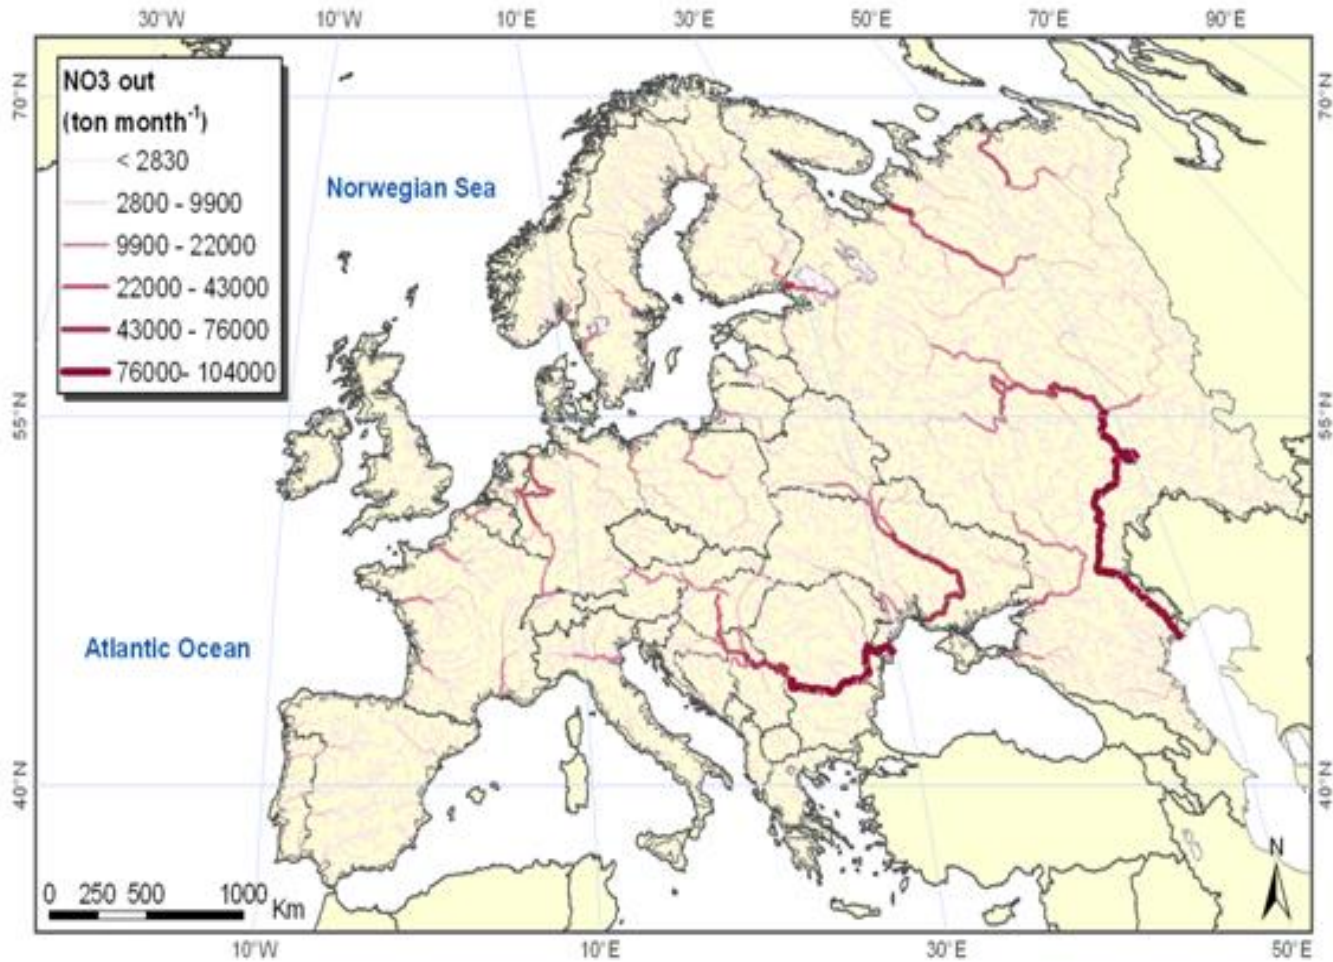 30°W 10°W 10°E 30°E 50°E 70°E 90°E
NO3 out
(ton month⁻¹)
< 2830
2800 - 9900
9900 - 22000
22000 - 43000
43000 - 76000
76000- 104000
70°N
70°N
Norwegian Sea
55°N
55°N
Atlantic Ocean
40°N
40°N
N
0 250 500 1000
Km
10°W 10°E 30°E 50°E